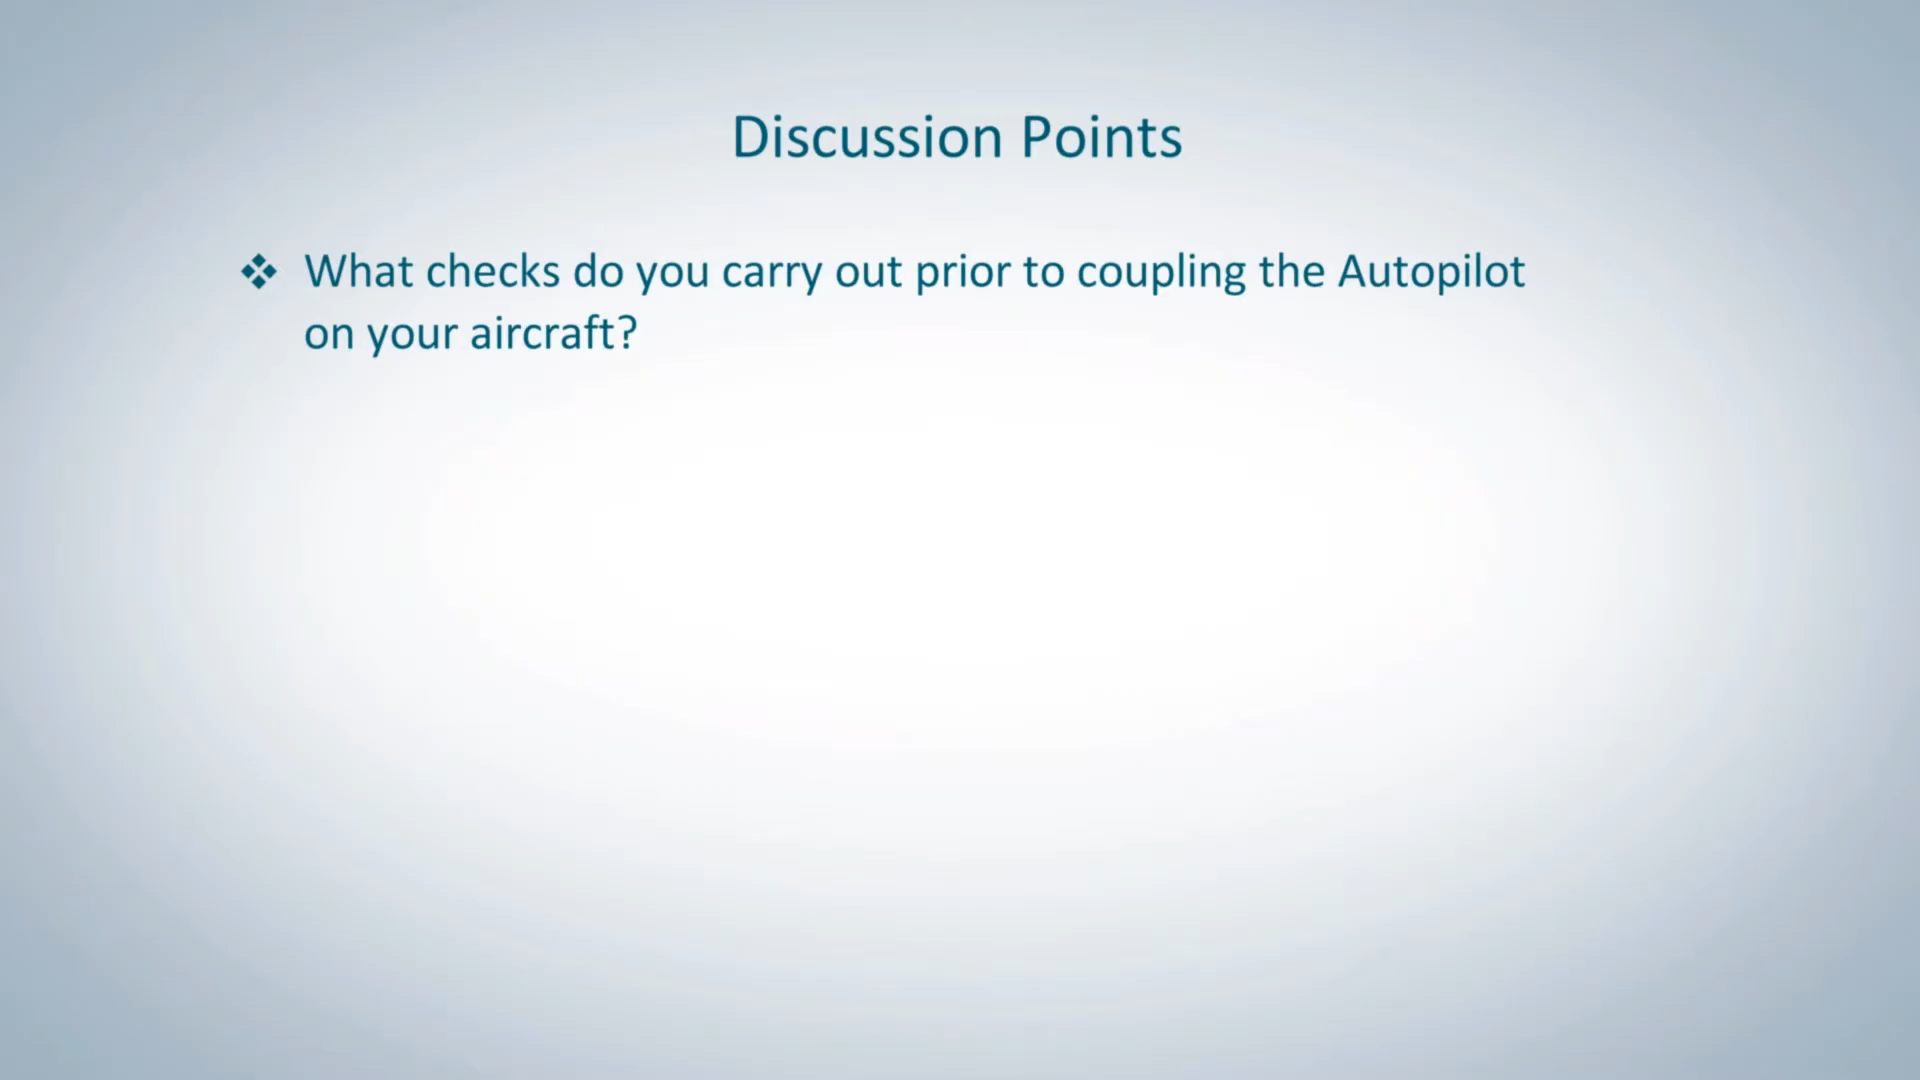 Discussion Points
❖ What checks do you carry out prior to coupling the Autopilot
on your aircraft?